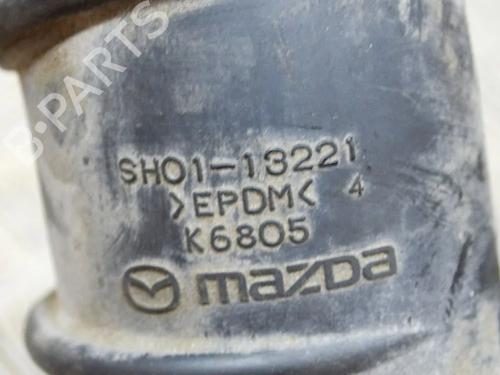 B-PARTS
SH01-13221
>EPDM< 4
K6805
mazda